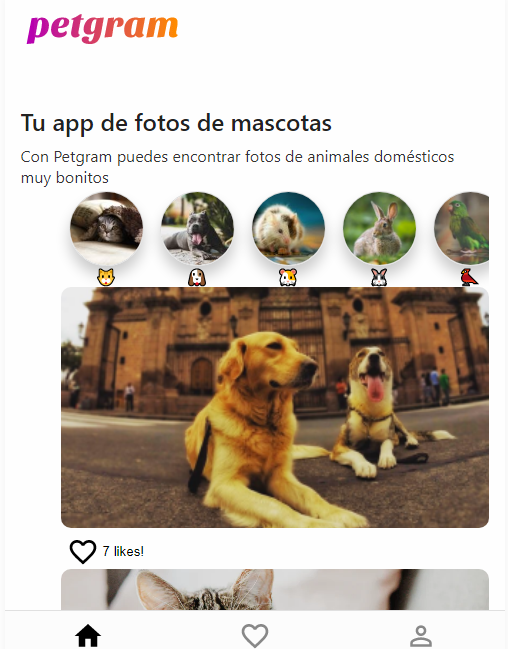 petgram
Tu app de fotos de mascotas
Con Petgram puedes encontrar fotos de animales domésticos
muy bonitos
7 likes!